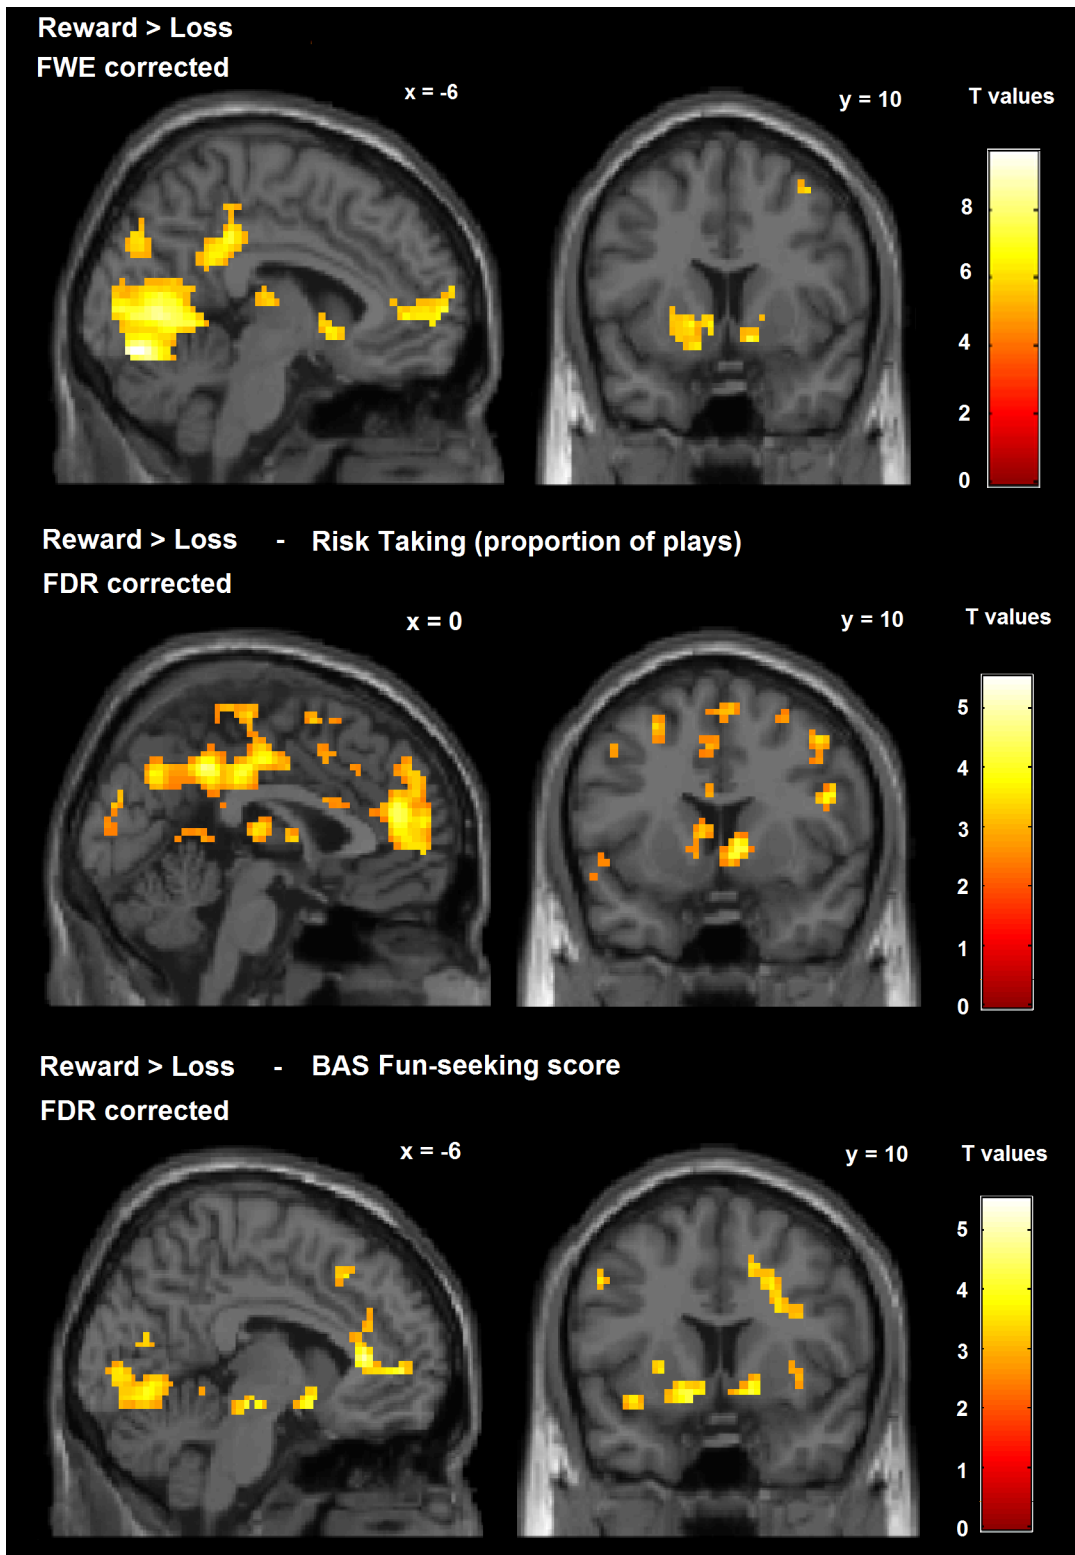 Reward > Loss
FWE corrected
x = -6
y = 10
T values
8
6
4
2
0
Reward > Loss - Risk Taking (proportion of plays)
FDR corrected
x = 0
y = 10
T values
5
4
3
2
1
0
Reward > Loss - BAS Fun-seeking score
FDR corrected
x = -6
y = 10
T values
5
4
3
2
1
0